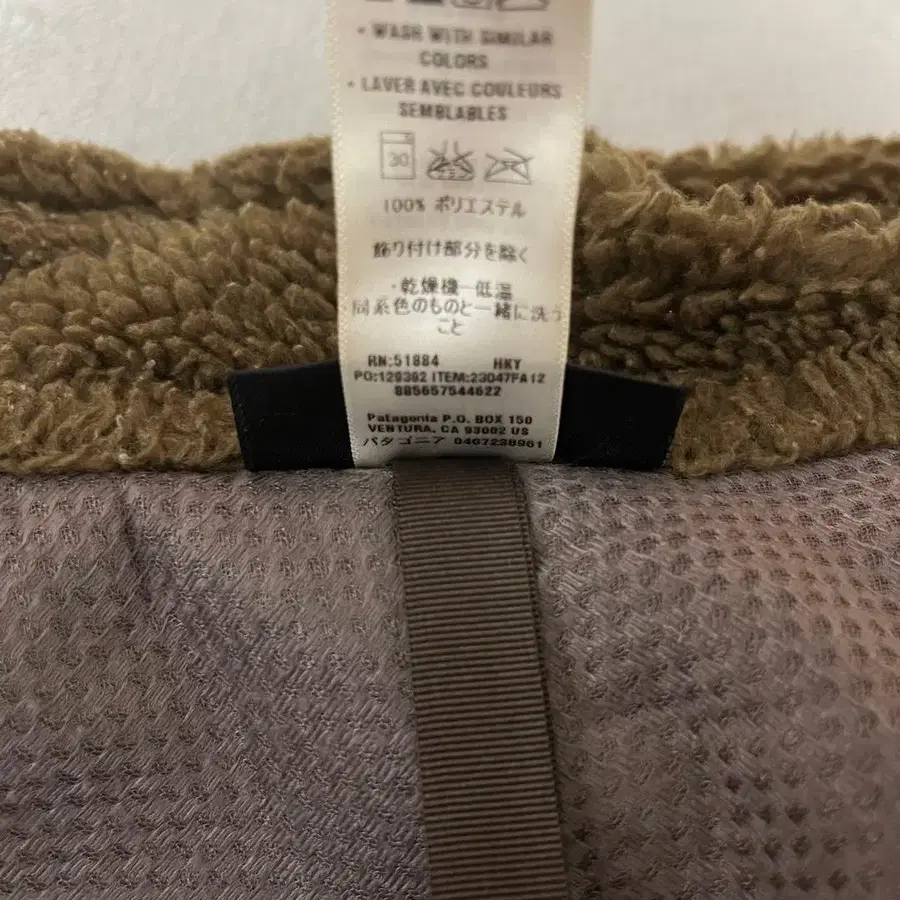 • WASH WITH SIMILAR
COLORS
• LAVER AVEC COULEURS
SEMBLABLES
30
100% ポリエステル
飾り付け部分を除く
・乾燥機一低温
同系色のものと一緒に洗う
こと
RN:51884 HKY
PO:129392 ITEM:23047FA12
885657544622
Patagonia P.O. BOX 150
VENTURA, CA 93002 US
パタゴニア 0467238961